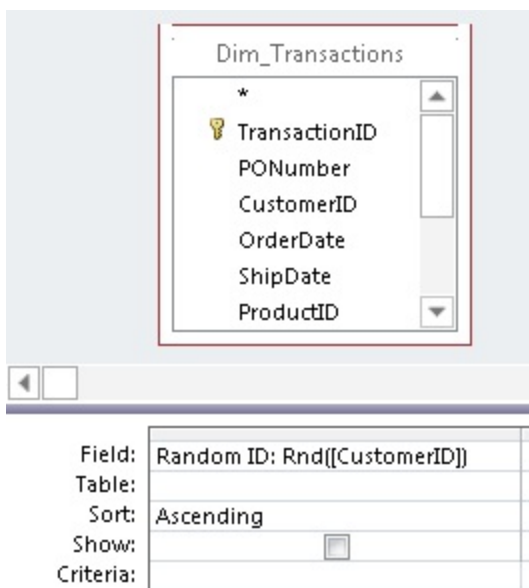 Dim_Transactions
*
TransactionID
PONumber
CustomerID
OrderDate
ShipDate
ProductID
Field: Random ID: Rnd([CustomerID])
Table:
Sort: Ascending
Show:
Criteria: